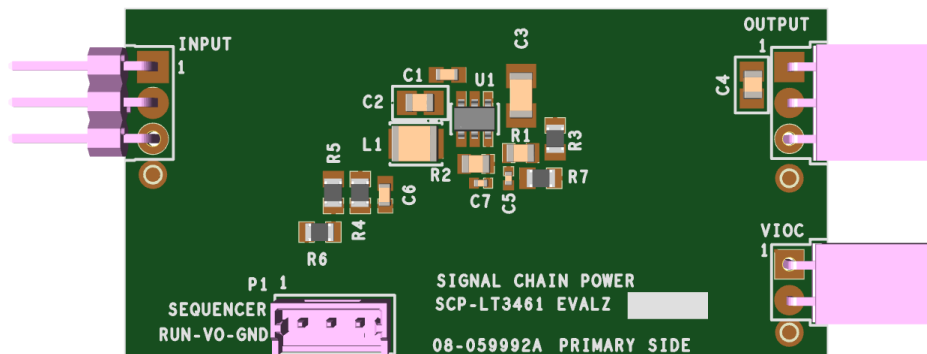 INPUT
1
OUTPUT
1
C3
C1
U1
C2
C4
L1
R1
R3
R2
R5
R7
C6
C7
C5
R4
R6
VIOC
1
P1 1
SIGNAL CHAIN POWER
SEQUENCER
SCP-LT3461 EVALZ
RUN-VO-GND
08-059992A PRIMARY SIDE